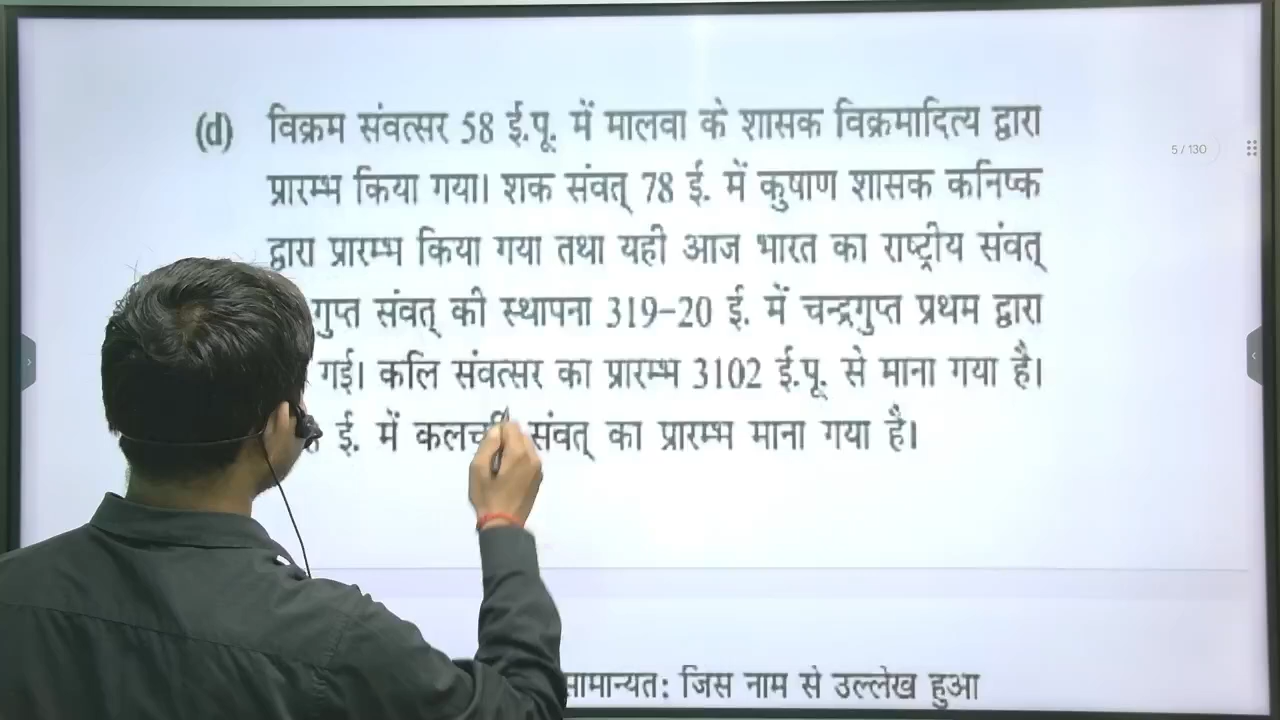 (d) विक्रम संवत्सर 58 ई.पू. में मालवा के शासक विक्रमादित्य द्वारा
5 / 130
प्रारम्भ किया गया। शक संवत् 78 ई. में कुषाण शासक कनिष्क
द्वारा प्रारम्भ किया गया तथा यही आज भारत का राष्ट्रीय संवत्
गुप्त संवत् की स्थापना 319-20 ई. में चन्द्रगुप्त प्रथम द्वारा
गई। कलि संवत्सर का प्रारम्भ 3102 ई.पू. से माना गया है।
ई. में संवत् का प्रारम्भ माना गया है।
सामान्यत: जिस नाम से उल्लेख हुआ